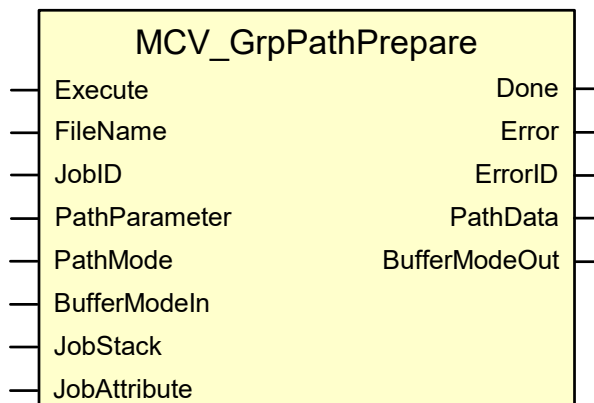 MCV_GrpPathPrepare
Execute Done
FileName Error
JobID ErrorID
PathParameter PathData
PathMode BufferModeOut
BufferModeIn
JobStack
JobAttribute